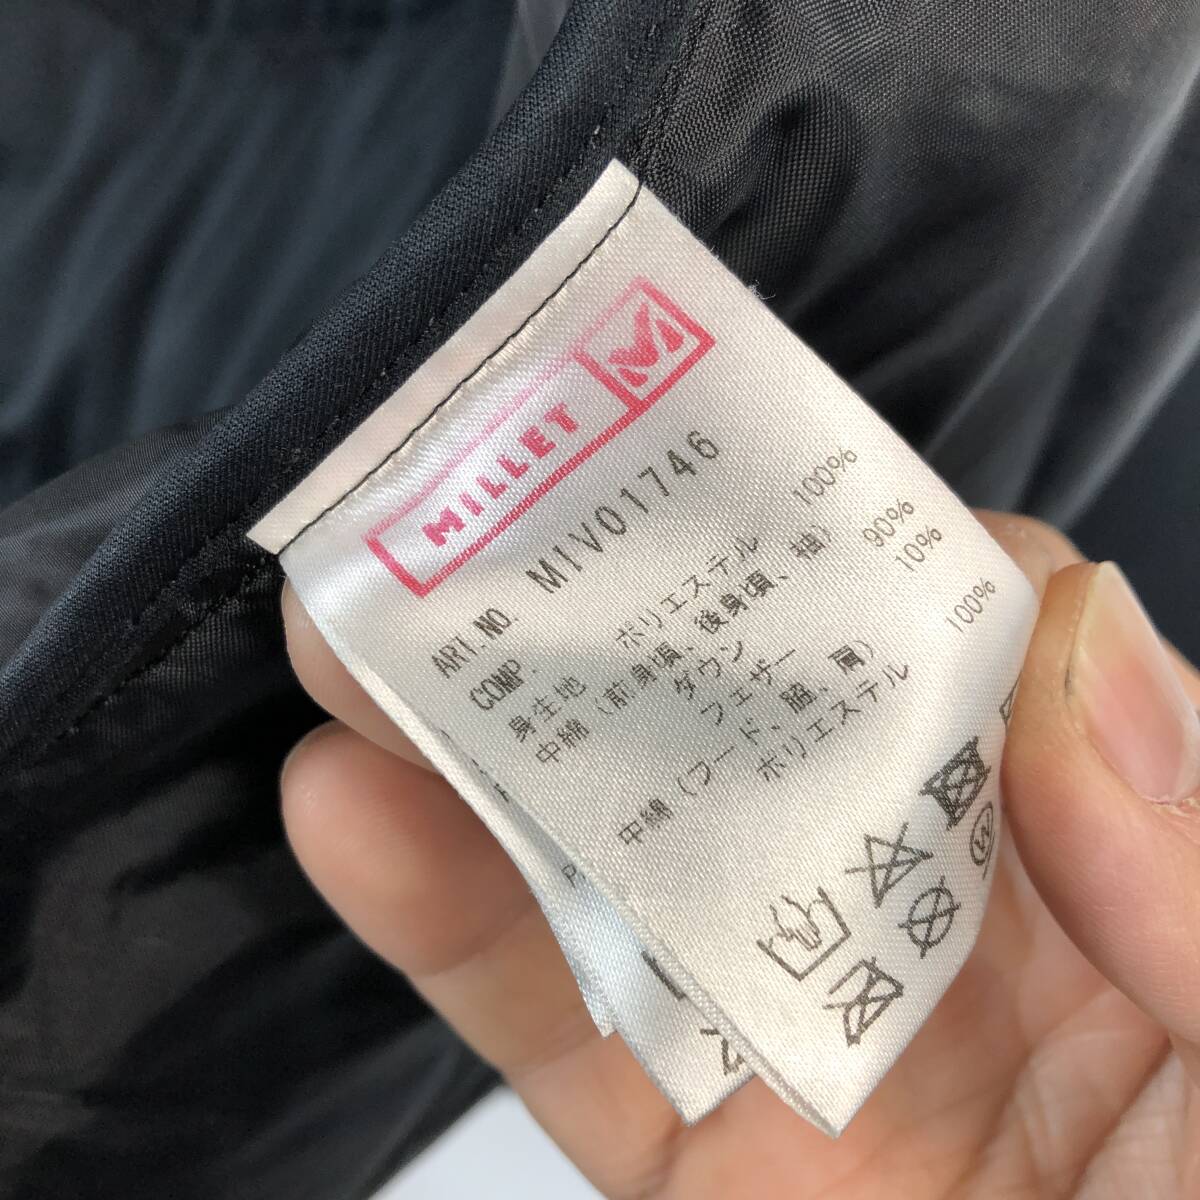 MILLET
ART.NO. MIV01746
COMP.
身生地 ポリエステル 100%
中綿(前身頃、後身頃、袖)
ダウン 90%
フェザー 10%
中綿(フード、脇、肩)
ポリエステル 100%
W
P